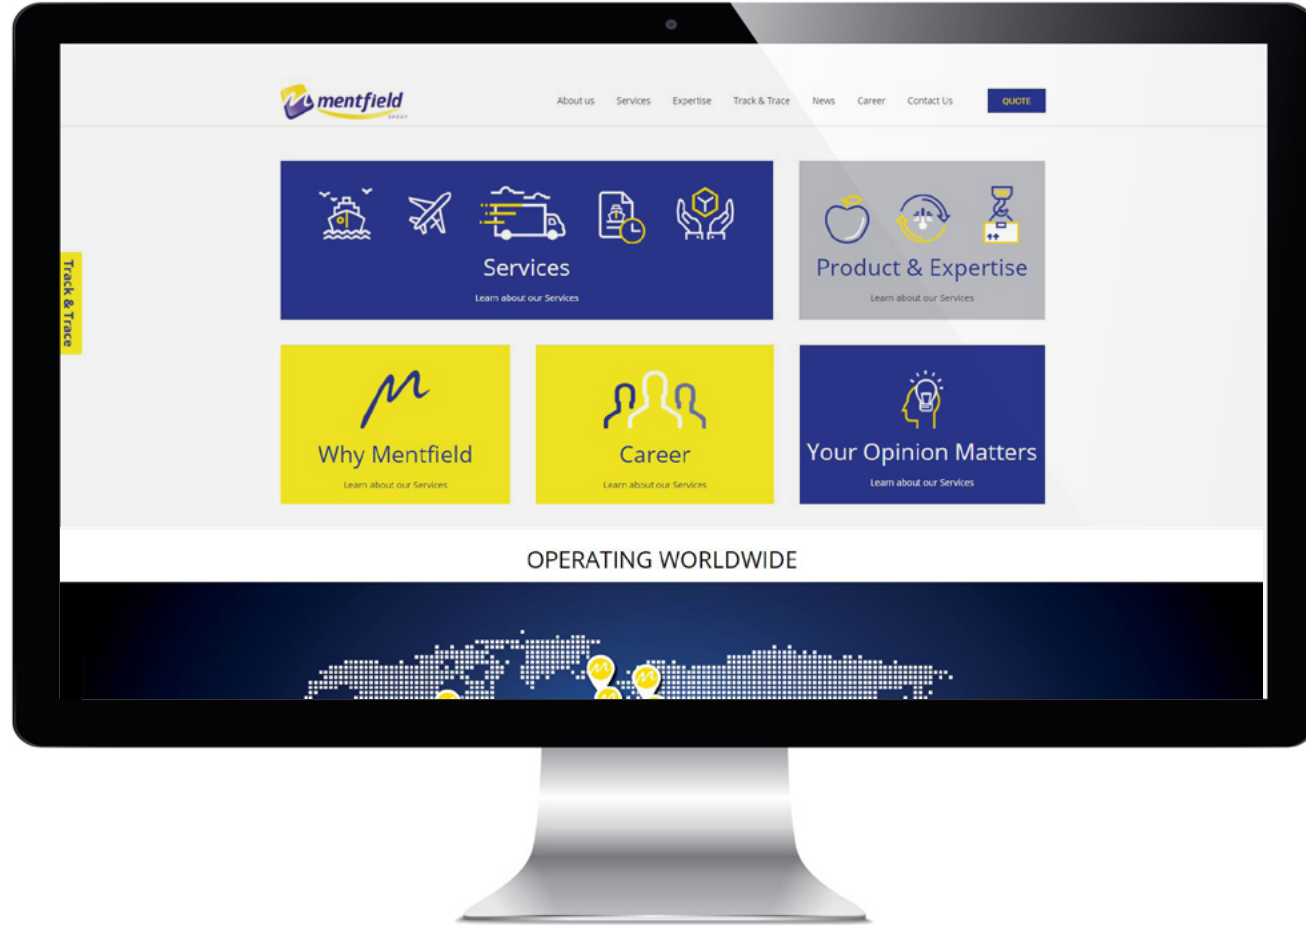 mentfield
GROUP
About us Services Expertise Track & Trace News Career Contact Us QUOTE
Services
Learn about our Services
Product & Expertise
Learn about our Services
Track & Trace
Why Mentfield
Learn about our Services
Career
Learn about our Services
Your Opinion Matters
Learn about our Services
OPERATING WORLDWIDE